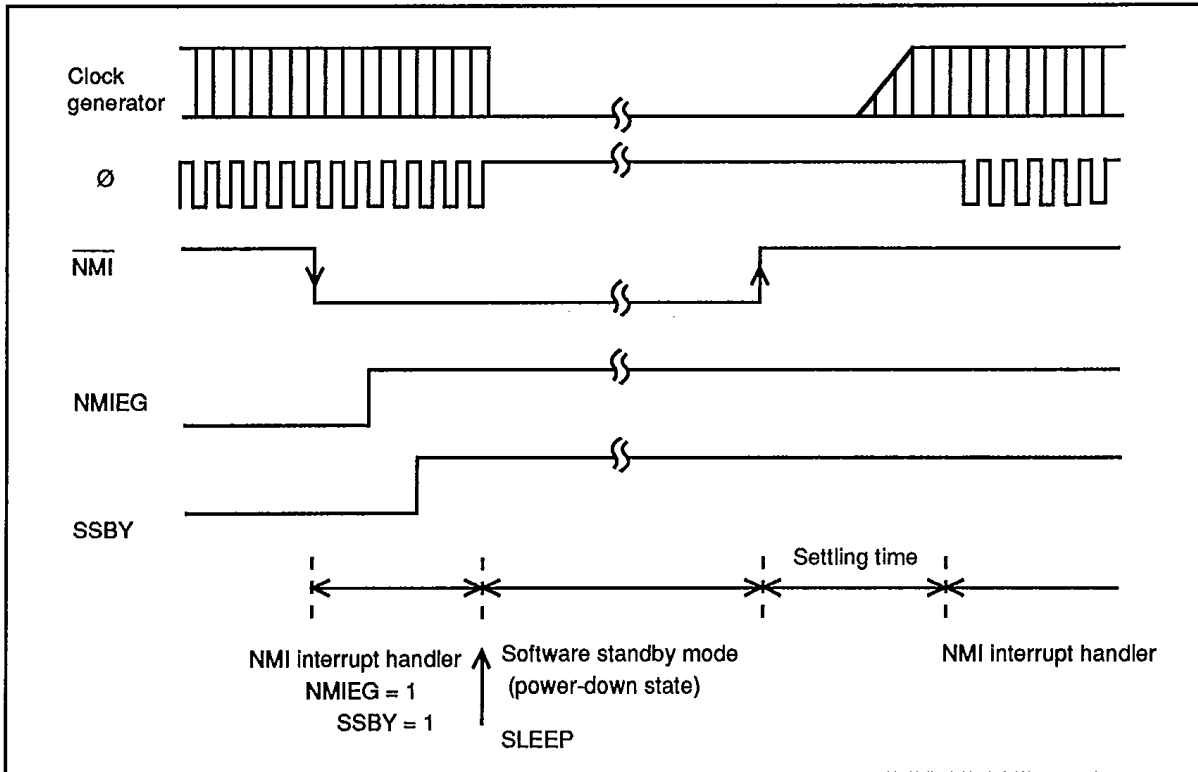 Clock
generator
Ø
NMI
NMIEG
SSBY
Settling time
NMI interrupt handler
NMIEG = 1
SSBY = 1
Software standby mode
(power-down state)
SLEEP
NMI interrupt handler